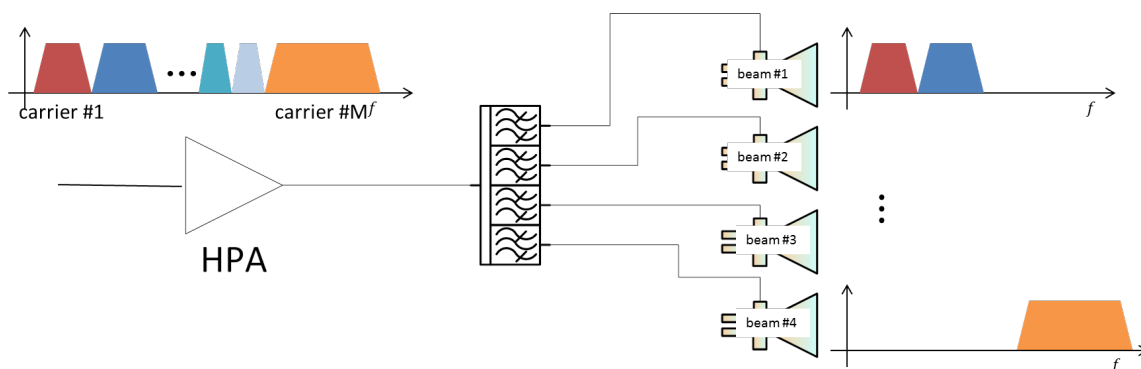 carrier #1
carrier #M
f
HPA
beam #1
f
beam #2
beam #3
beam #4
f